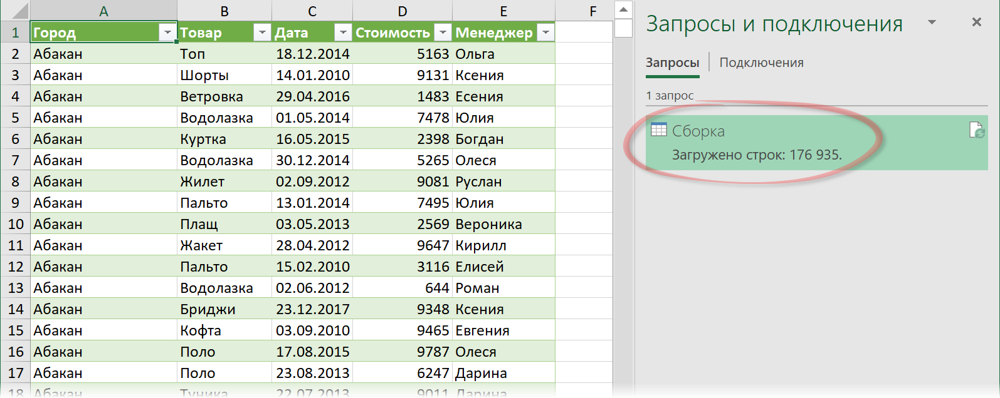 A B C D E F
1 Город Товар Дата Стоимость Менеджер
2 Абакан Топ 18.12.2014 5163 Ольга
3 Абакан Шорты 14.01.2010 9131 Ксения
4 Абакан Ветровка 29.04.2016 1483 Есения
5 Абакан Водолазка 01.05.2014 7478 Юлия
6 Абакан Куртка 16.05.2015 2398 Богдан
7 Абакан Водолазка 30.12.2014 5265 Олеся
8 Абакан Жилет 02.09.2012 9081 Руслан
9 Абакан Пальто 13.01.2014 7495 Юлия
10 Абакан Плащ 03.05.2013 2569 Вероника
11 Абакан Жакет 28.04.2012 9647 Кирилл
12 Абакан Пальто 15.02.2010 3116 Елисей
13 Абакан Водолазка 02.06.2012 644 Роман
14 Абакан Бриджи 23.12.2017 9348 Ксения
15 Абакан Кофта 03.09.2010 9465 Евгения
16 Абакан Поло 17.08.2015 9787 Олеся
17 Абакан Поло 23.08.2013 6247 Дарина
18 Абакан Туника 22.07.2013 9011 Дарина
Запросы и подключения
Запросы Подключения
1 запрос
Сборка
Загружено строк: 176 935.